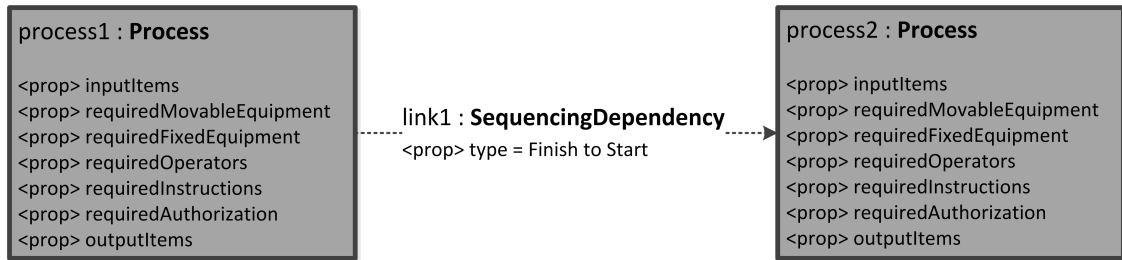 process1 : Process
<prop> inputItems
<prop> requiredMovableEquipment
<prop> requiredFixedEquipment
<prop> requiredOperators
<prop> requiredInstructions
<prop> requiredAuthorization
<prop> outputItems
link1 : SequencingDependency
<prop> type = Finish to Start
process2 : Process
<prop> inputItems
<prop> requiredMovableEquipment
<prop> requiredFixedEquipment
<prop> requiredOperators
<prop> requiredInstructions
<prop> requiredAuthorization
<prop> outputItems